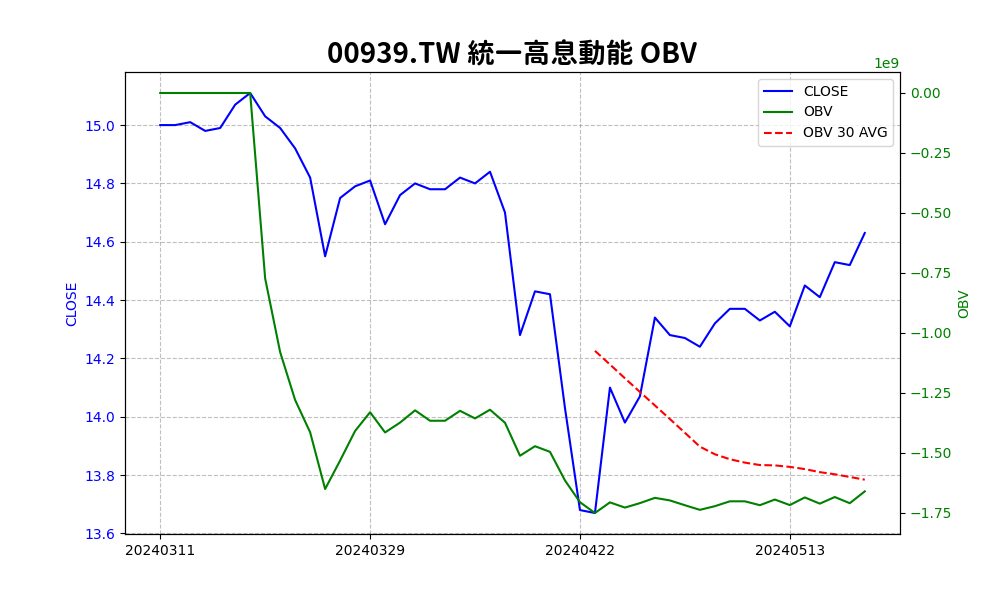 00939.TW 統一高息動能 OBV
1e9
CLOSE
OBV
OBV 30 AVG
15.0
14.8
14.6
14.4
14.2
14.0
13.8
13.6
CLOSE
0.00
−0.25
−0.50
−0.75
−1.00
−1.25
−1.50
−1.75
OBV
20240311
20240329
20240422
20240513